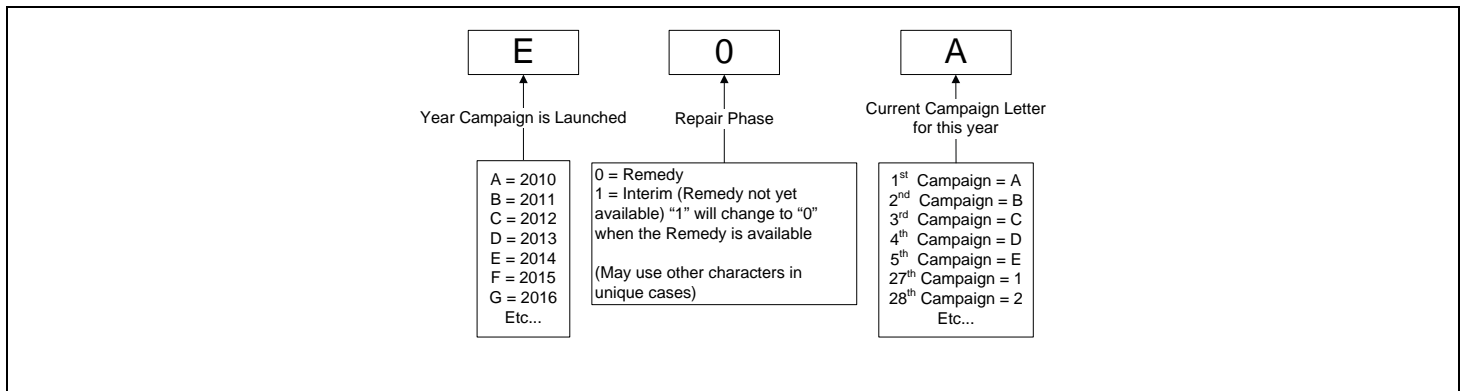 E
0
A
Year Campaign is Launched
Repair Phase
Current Campaign Letter
for this year
A = 2010
B = 2011
C = 2012
D = 2013
E = 2014
F = 2015
G = 2016
Etc...
0 = Remedy
1 = Interim (Remedy not yet
available) “1” will change to “0”
when the Remedy is available
(May use other characters in
unique cases)
1st Campaign = A
2nd Campaign = B
3rd Campaign = C
4th Campaign = D
5th Campaign = E
27th Campaign = 1
28th Campaign = 2
Etc...